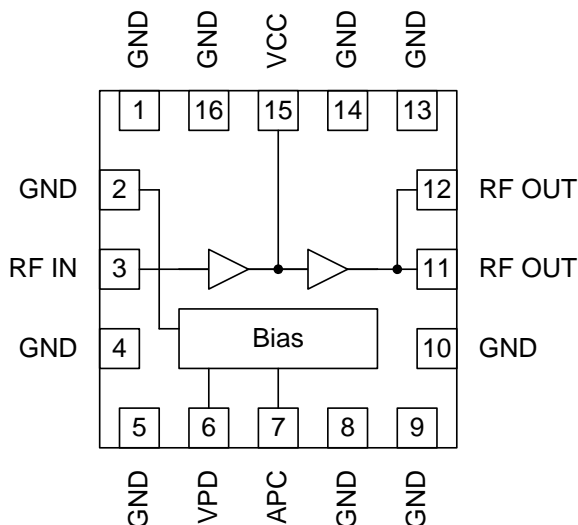 GND
GND
VCC
GND
GND
1
16
15
14
13
GND
2
12
RF OUT
RF IN
3
11
RF OUT
GND
4
Bias
10
GND
5
6
7
8
9
GND
VPD
APC
GND
GND